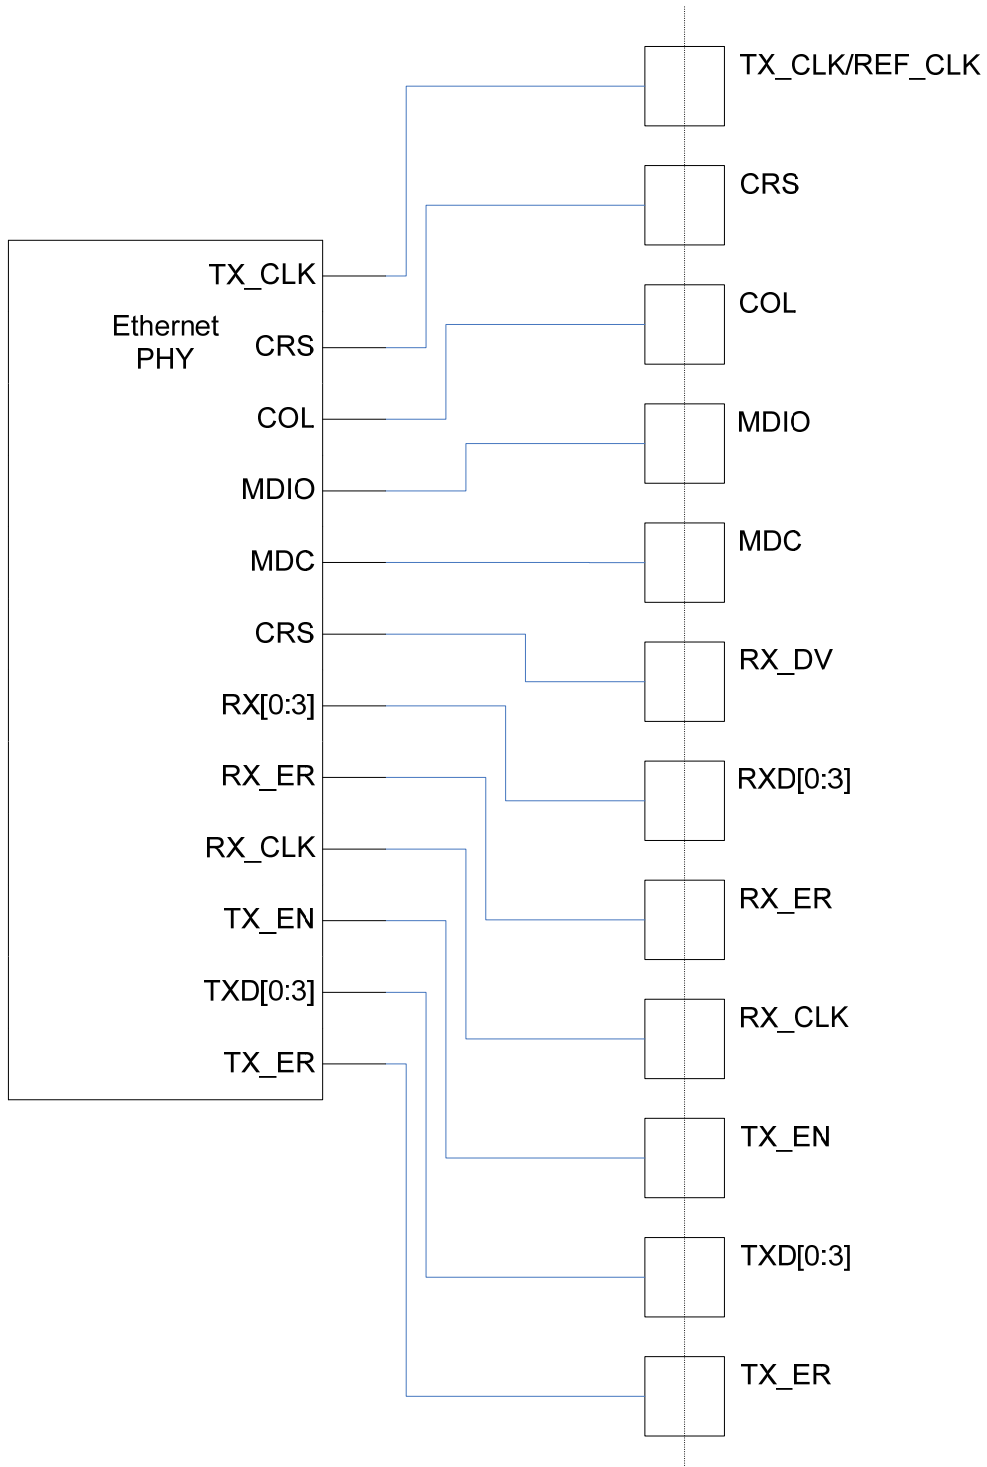 Ethernet
PHY
TX_CLK
CRS
COL
MDIO
MDC
CRS
RX[0:3]
RX_ER
RX_CLK
TX_EN
TXD[0:3]
TX_ER
TX_CLK/REF_CLK
CRS
COL
MDIO
MDC
RX_DV
RXD[0:3]
RX_ER
RX_CLK
TX_EN
TXD[0:3]
TX_ER